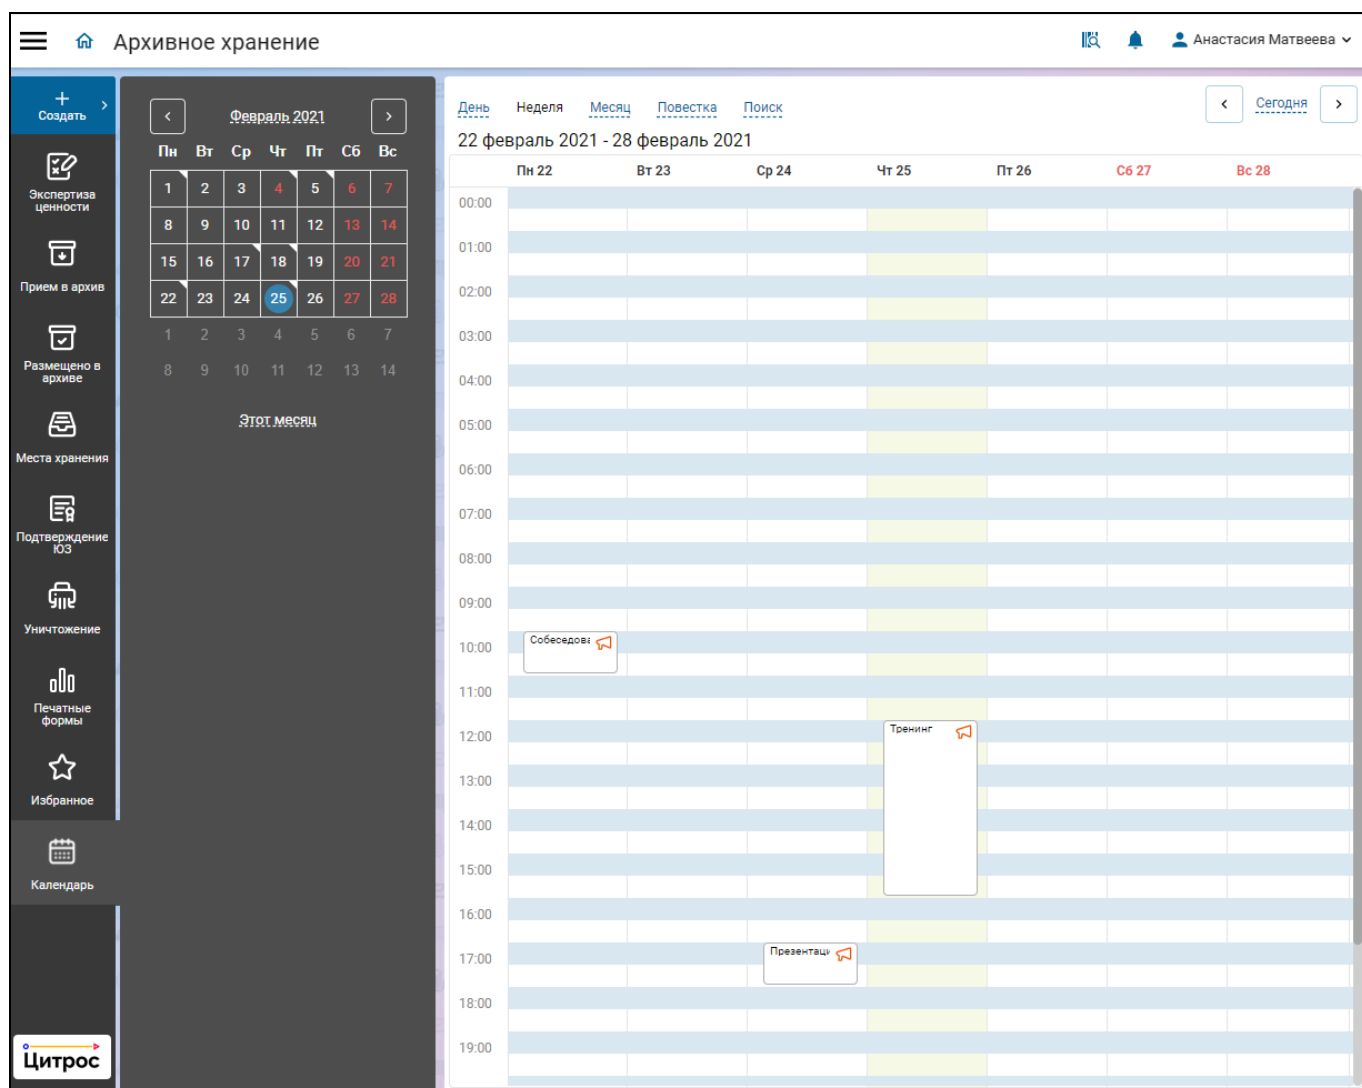 Архивное хранение
Анастасия Матвеева
Создать
Экспертиза
ценности
Прием в архив
Размещено в
архиве
Места хранения
Подтверждение
ЮЗ
Уничтожение
Печатные
формы
Избранное
Календарь
Цитрос
Февраль 2021
Пн Вт Ср Чт Пт Сб Вс
1 2 3 4 5 6 7
8 9 10 11 12 13 14
15 16 17 18 19 20 21
22 23 24 25 26 27 28
1 2 3 4 5 6 7
8 9 10 11 12 13 14
Этот месяц
День Неделя Месяц Повестка Поиск
Сегодня
22 февраль 2021 - 28 февраль 2021
Пн 22 Вт 23 Ср 24 Чт 25 Пт 26 Сб 27 Вс 28
00:00
01:00
02:00
03:00
04:00
05:00
06:00
07:00
08:00
09:00
10:00 Собеседова
11:00
12:00 Тренинг
13:00
14:00
15:00
16:00
17:00 Презентаци
18:00
19:00